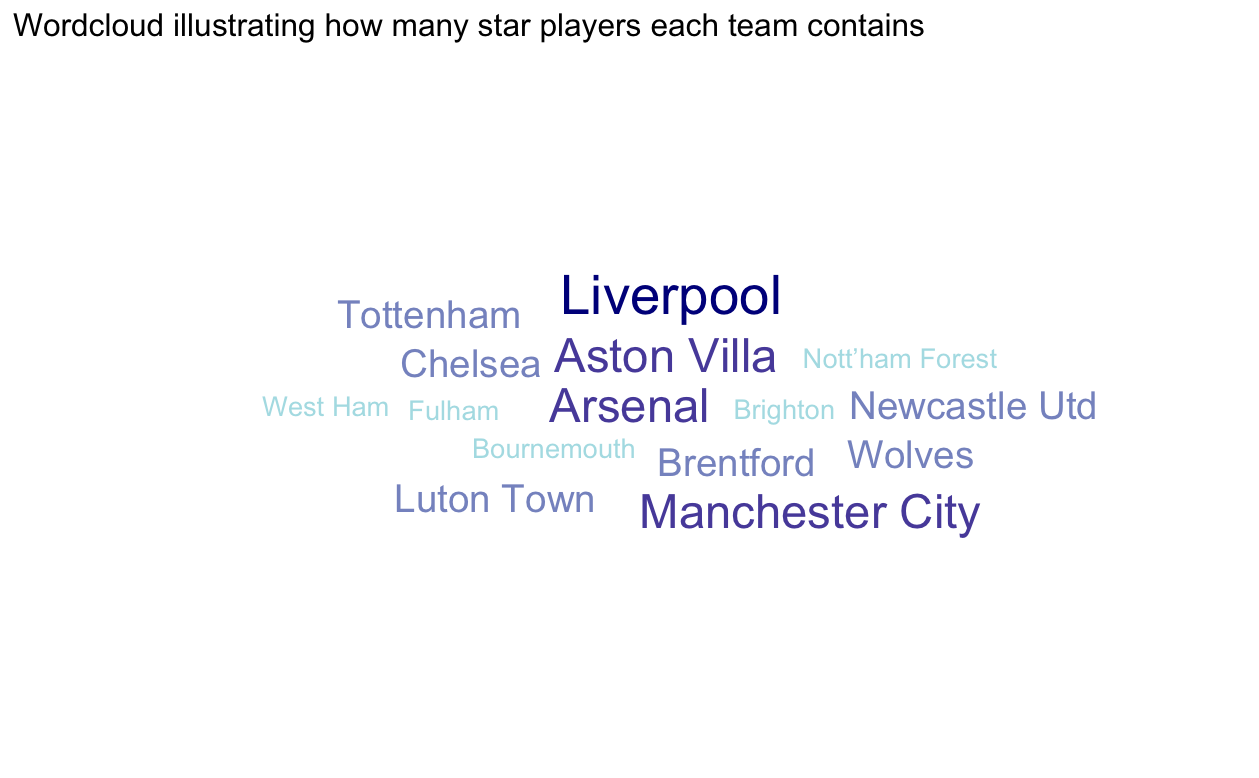 Wordcloud illustrating how many star players each team contains
Liverpool
Tottenham
Aston Villa
Chelsea
Nott’ham Forest
West Ham
Fulham
Arsenal
Brighton
Newcastle Utd
Bournemouth
Brentford
Wolves
Luton Town
Manchester City